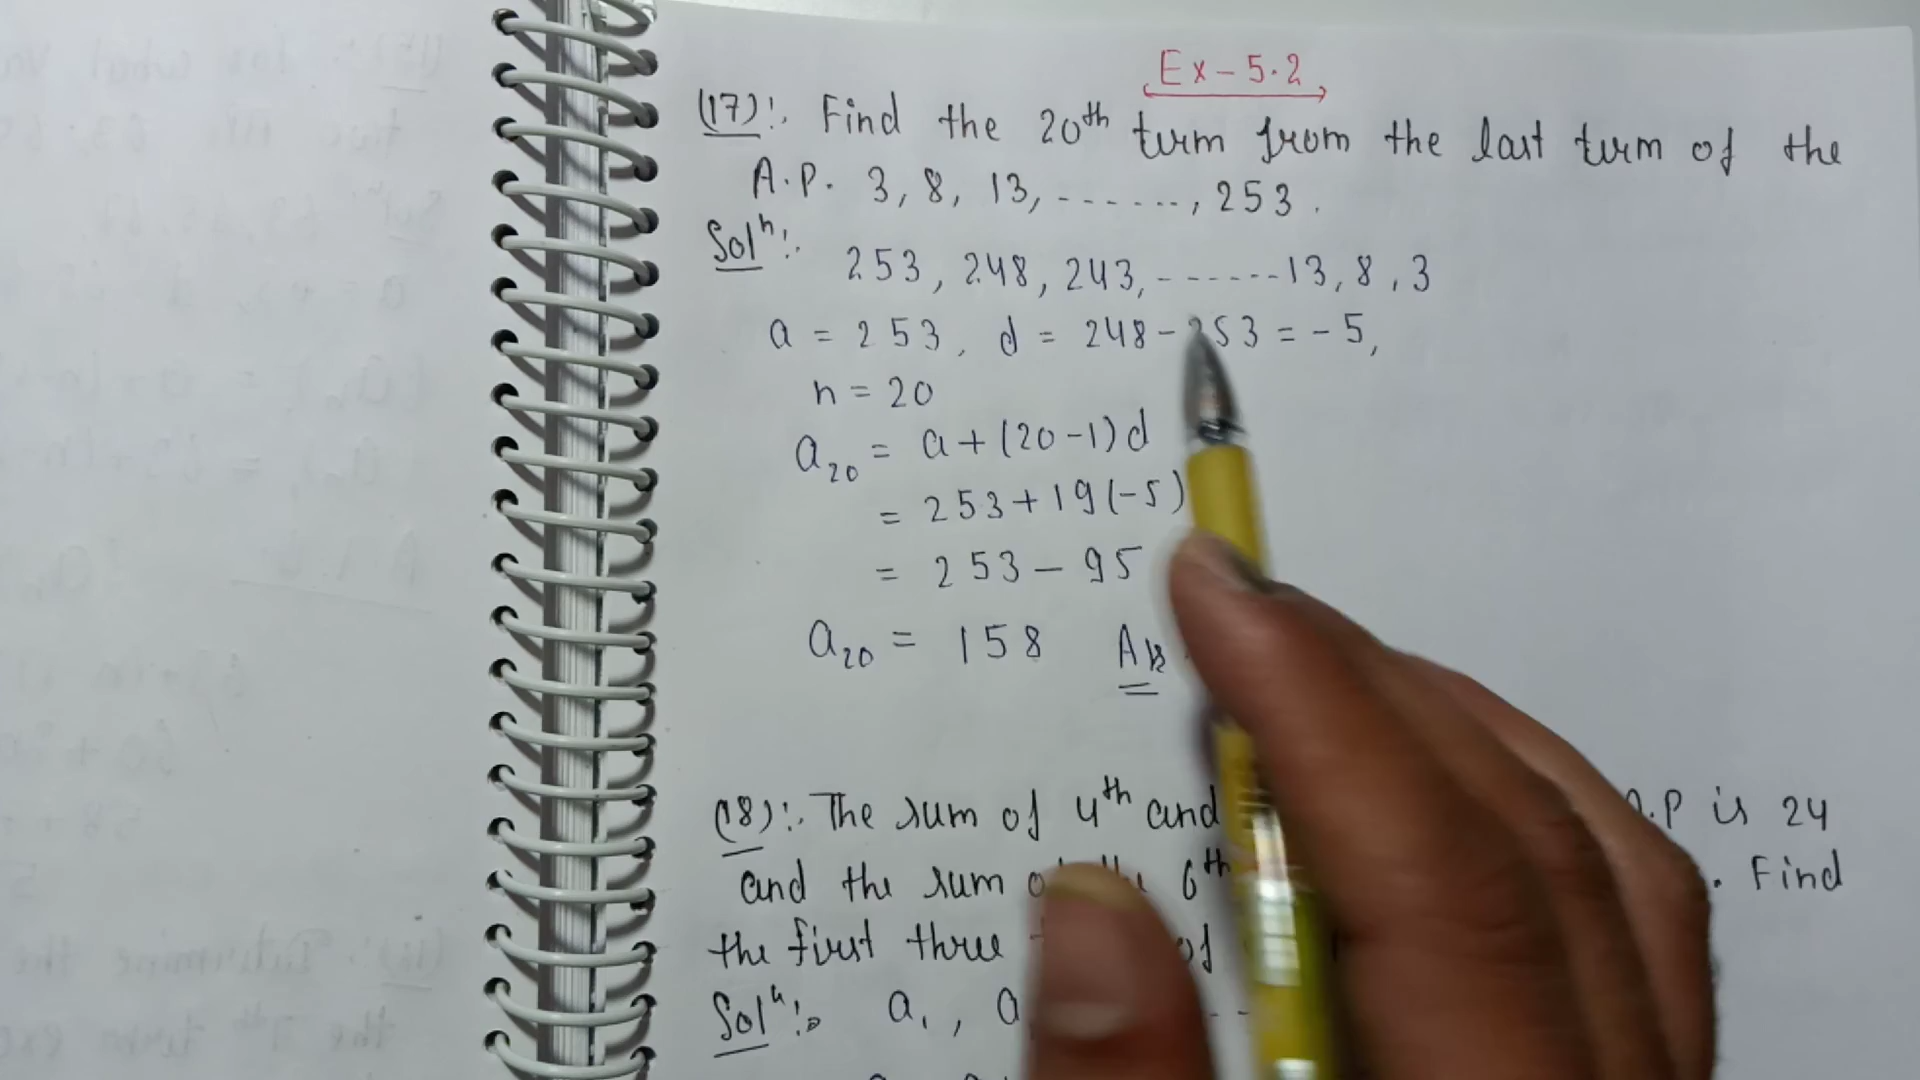 Ex-5.2
(17):. Find the 20th term from the last term of the
A.P. 3, 8, 13, ......., 253.
Solⁿ:. 253, 248, 243, ....... 13, 8, 3
a = 253, d = 248-253 = -5,
n = 20
a₂₀ = a+(20-1)d
= 253+19(-5)
= 253-95
a₂₀ = 158 Ans
(18):. The sum of 4th and A.P is 24
and the sum 6th . Find
the first three of
Solⁿ:. a₁, a